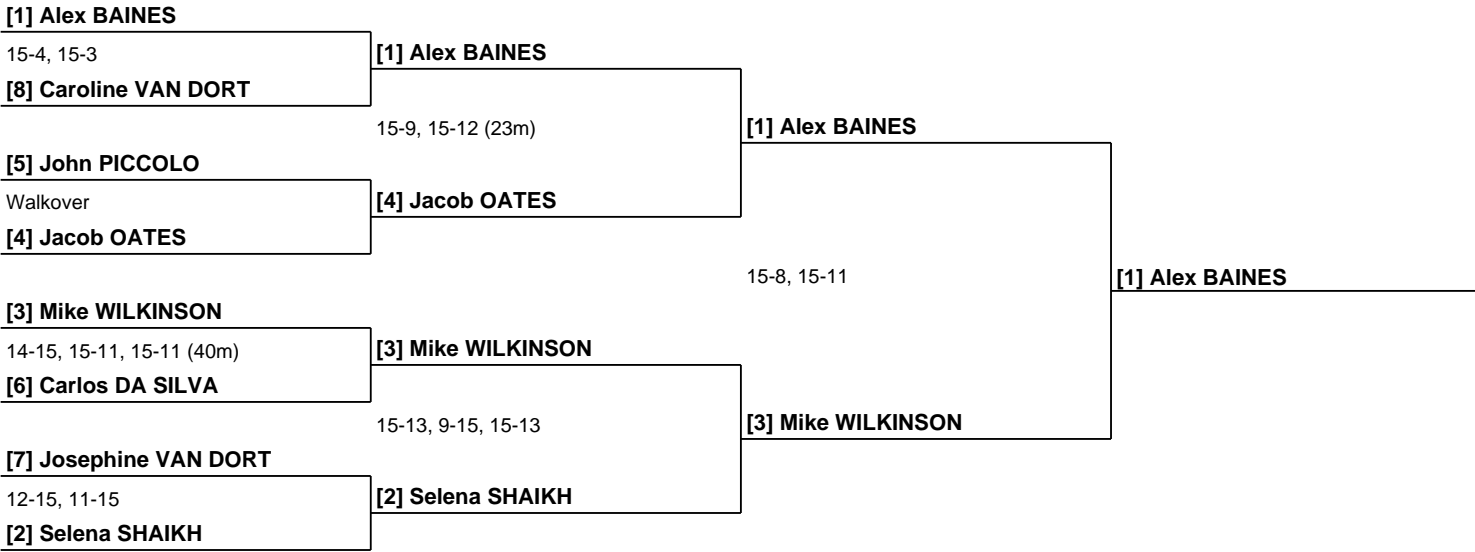 [1] Alex BAINES
15-4, 15-3
[8] Caroline VAN DORT
[5] John PICCOLO
Walkover
[4] Jacob OATES
[3] Mike WILKINSON
14-15, 15-11, 15-11 (40m)
[6] Carlos DA SILVA
[7] Josephine VAN DORT
12-15, 11-15
[2] Selena SHAIKH
[1] Alex BAINES
15-9, 15-12 (23m)
[4] Jacob OATES
[3] Mike WILKINSON
15-13, 9-15, 15-13
[2] Selena SHAIKH
[1] Alex BAINES
15-8, 15-11
[3] Mike WILKINSON
[1] Alex BAINES